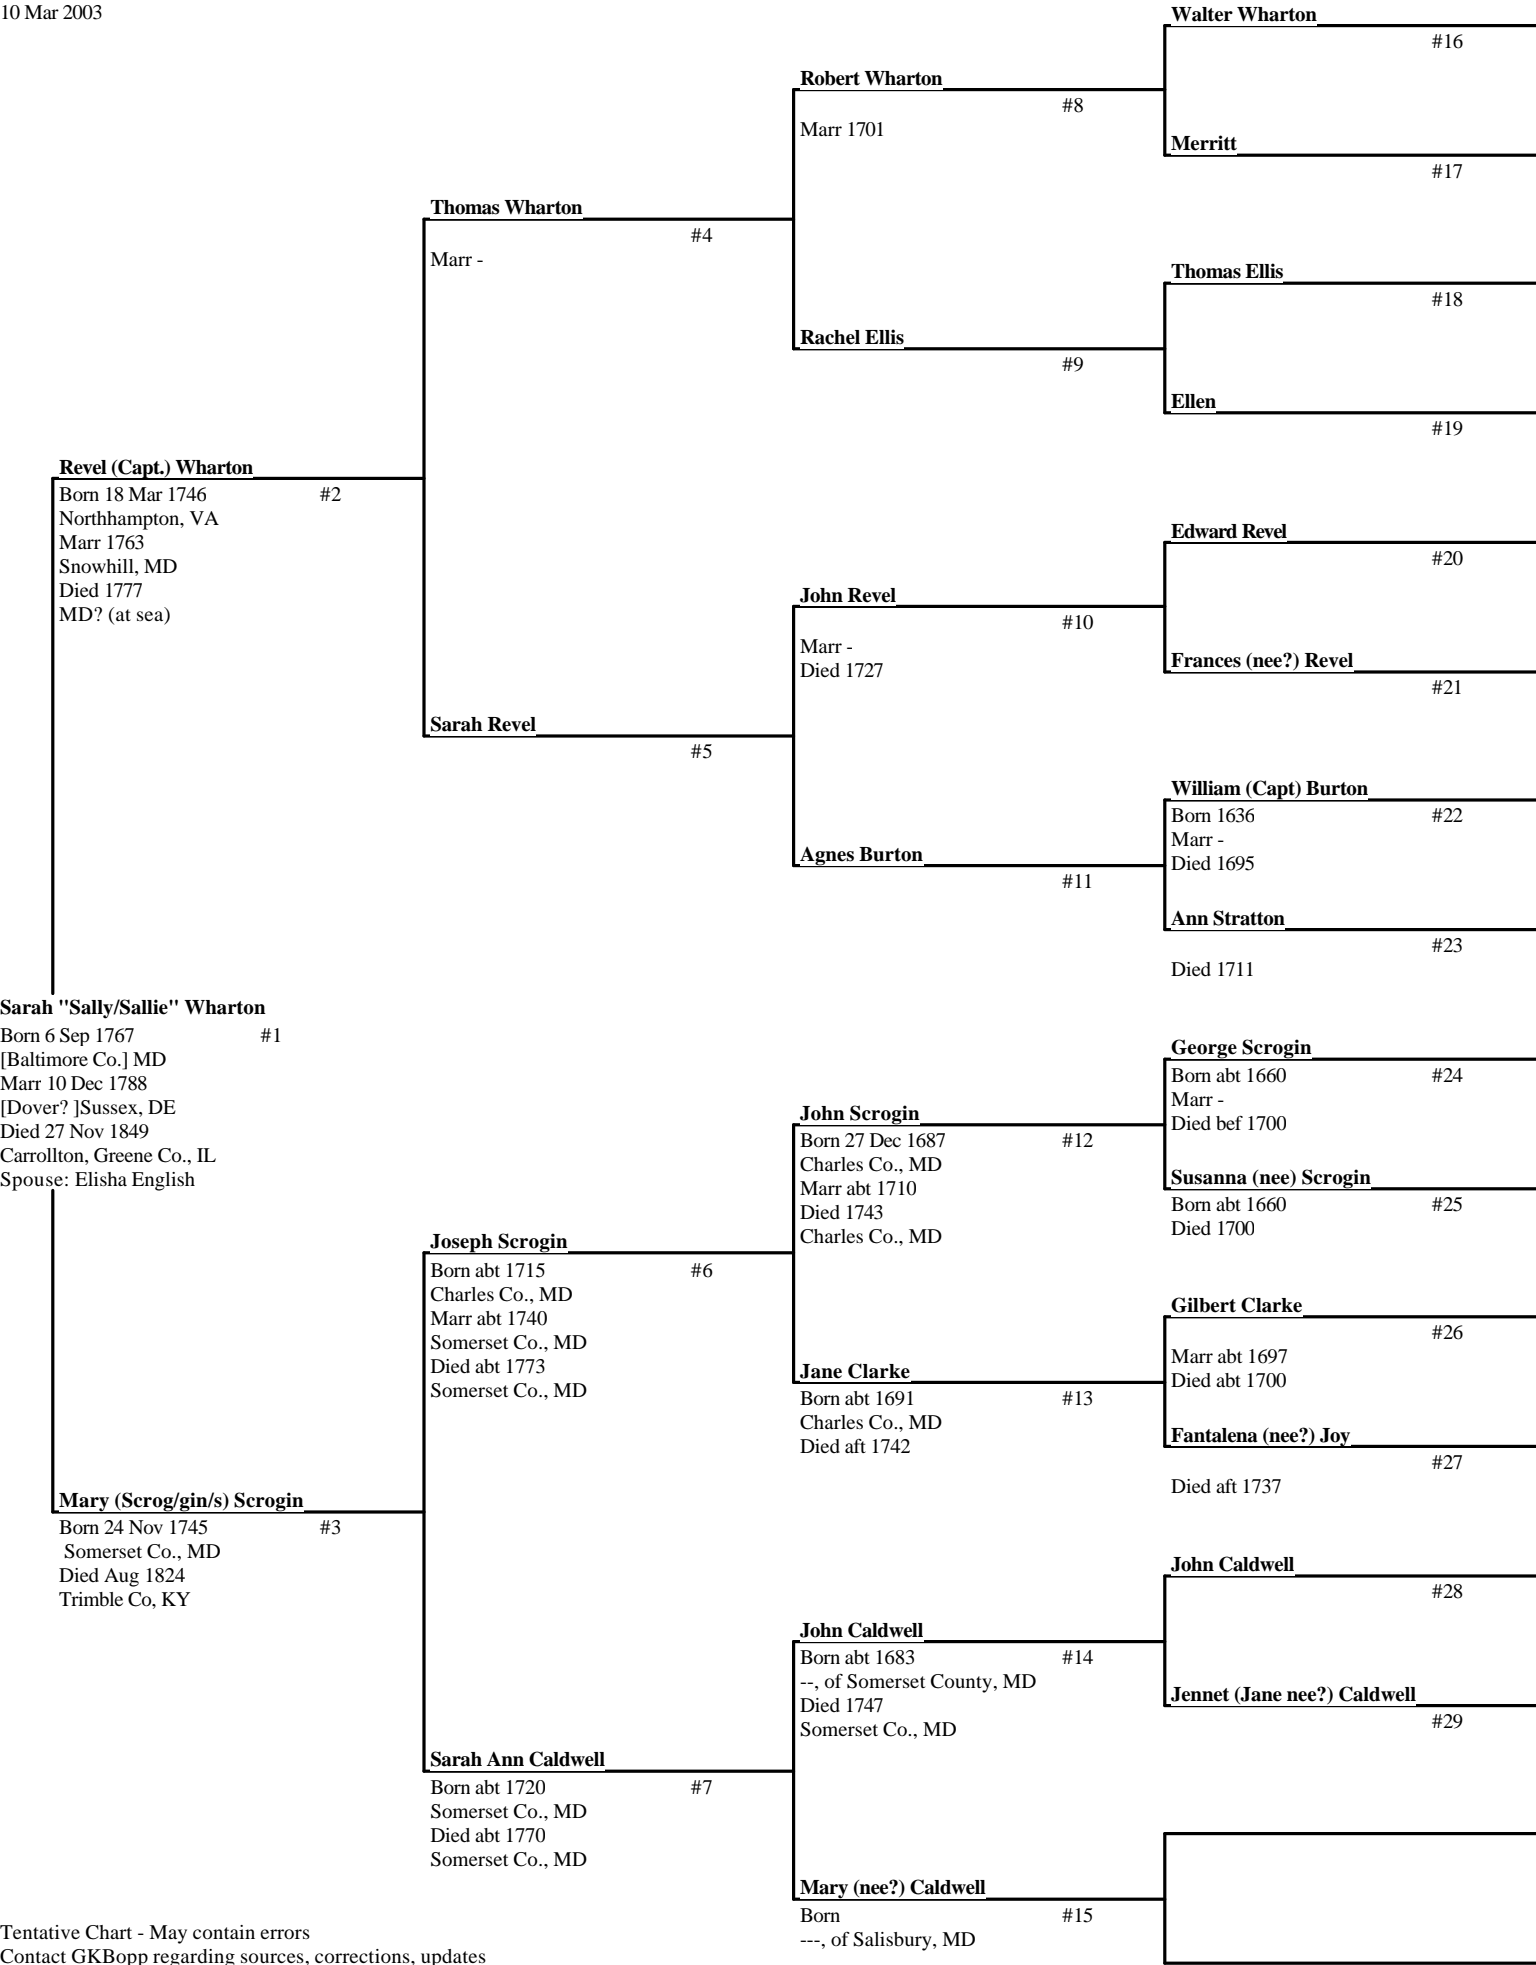 10 Mar 2003
Walter Wharton
#16
Robert Wharton
#8
Marr 1701
Merritt
#17
Thomas Wharton
#4
Marr -
Thomas Ellis
#18
Rachel Ellis
#9
Ellen
#19
Revel (Capt.) Wharton
Born 18 Mar 1746 #2
Northhampton, VA
Marr 1763
Snowhill, MD
Died 1777
MD? (at sea)
Edward Revel
#20
John Revel
#10
Marr -
Died 1727
Frances (nee?) Revel
#21
Sarah Revel
#5
William (Capt) Burton
Born 1636 #22
Marr -
Died 1695
Agnes Burton
#11
Ann Stratton
#23
Died 1711
Sarah "Sally/Sallie" Wharton
Born 6 Sep 1767 #1
[Baltimore Co.] MD
Marr 10 Dec 1788
[Dover? ]Sussex, DE
Died 27 Nov 1849
Carrollton, Greene Co., IL
Spouse: Elisha English
George Scrogin
Born abt 1660 #24
Marr -
Died bef 1700
John Scrogin
Born 27 Dec 1687 #12
Charles Co., MD
Marr abt 1710
Died 1743
Charles Co., MD
Susanna (nee) Scrogin
Born abt 1660 #25
Died 1700
Joseph Scrogin
Born abt 1715 #6
Charles Co., MD
Marr abt 1740
Somerset Co., MD
Died abt 1773
Somerset Co., MD
Gilbert Clarke
#26
Marr abt 1697
Died abt 1700
Jane Clarke
Born abt 1691 #13
Charles Co., MD
Died aft 1742
Fantalena (nee?) Joy
#27
Died aft 1737
Mary (Scrog/gin/s) Scrogin
Born 24 Nov 1745 #3
Somerset Co., MD
Died Aug 1824
Trimble Co, KY
John Caldwell
#28
John Caldwell
Born abt 1683 #14
--, of Somerset County, MD
Died 1747
Somerset Co., MD
Jennet (Jane nee?) Caldwell
#29
Sarah Ann Caldwell
Born abt 1720 #7
Somerset Co., MD
Died abt 1770
Somerset Co., MD
Mary (nee?) Caldwell
Born #15
---, of Salisbury, MD
Tentative Chart - May contain errors
Contact GKBopp regarding sources, corrections, updates